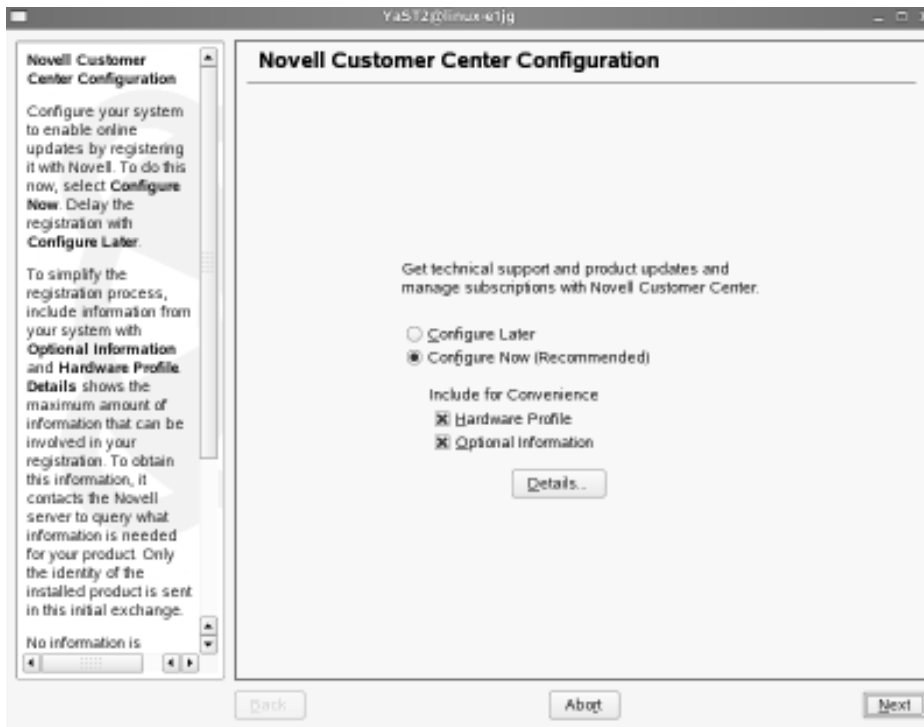 YaST2@linux-e1jg
Novell Customer
Center Configuration
Configure your system
to enable online
updates by registering
it with Novell. To do this
now, select Configure
Now. Delay the
registration with
Configure Later.
To simplify the
registration process,
include information from
your system with
Optional Information
and Hardware Profile.
Details shows the
maximum amount of
information that can be
involved in your
registration. To obtain
this information, it
contacts the Novell
server to query what
information is needed
for your product. Only
the identity of the
installed product is sent
in this initial exchange.
No information is
Novell Customer Center Configuration
Get technical support and product updates and
manage subscriptions with Novell Customer Center.
Configure Later
Configure Now (Recommended)
Include for Convenience
Hardware Profile
Optional Information
Details...
Back
Abort
Next